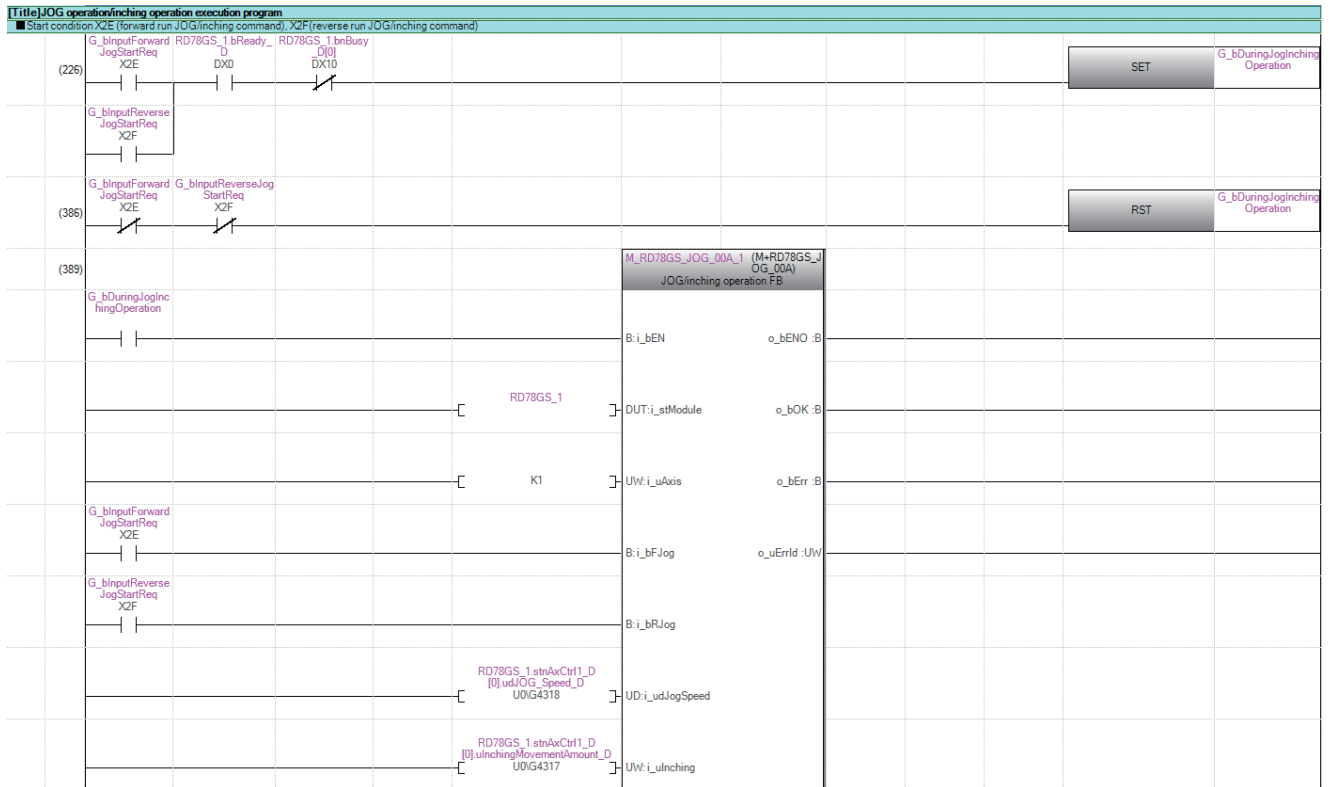 [Title]JOG operation/inching operation execution program
■Start condition X2E (forward run JOG/inching command), X2F(reverse run JOG/inching command)
G_bInputForward RD78GS_1.bReady_ RD78GS_1.bnBusy
JogStartReq D _D[0]
(226) X2E DX0 DX10 SET G_bDuringJogInching
Operation
G_bInputReverse
JogStartReq
X2F
G_bInputForward G_bInputReverseJog
JogStartReq StartReq
(386) X2E X2F RST G_bDuringJogInching
Operation
(389) M_RD78GS_JOG_00A_1 (M+RD78GS_J
OG_00A)
JOG/inching operation FB
G_bDuringJogInc
hingOperation
B:i_bEN o_bENO :B
RD78GS_1
DUT:i_stModule o_bOK :B
K1 UW:i_uAxis o_bErr :B
G_bInputForward
JogStartReq
X2E
B:i_bFJog o_uErrId :UW
G_bInputReverse
JogStartReq
X2F
B:i_bRJog
RD78GS_1.stnAxCtrl1_D
[0].udJOG_Speed_D
U0\G4318 UD:i_udJogSpeed
RD78GS_1.stnAxCtrl1_D
[0].uInchingMovementAmount_D
U0\G4317 UW:i_uInching